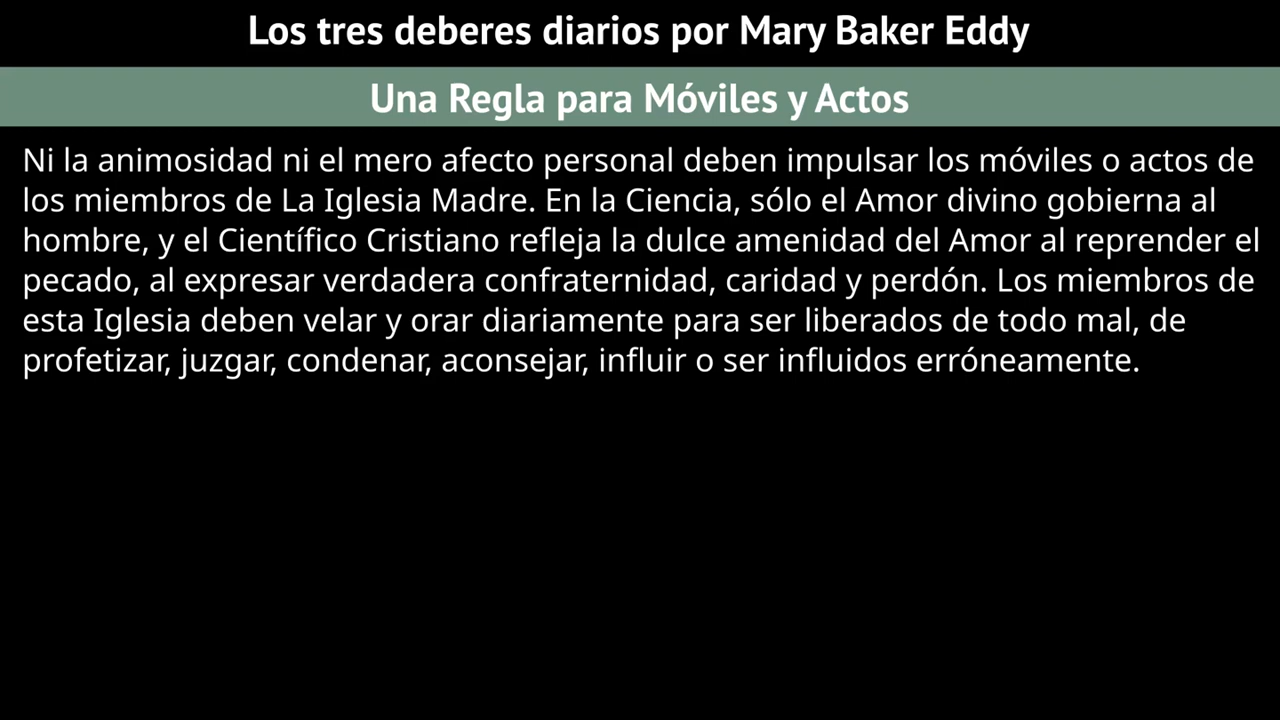 Los tres deberes diarios por Mary Baker Eddy
Una Regla para Móviles y Actos
Ni la animosidad ni el mero afecto personal deben impulsar los móviles o actos de
los miembros de La Iglesia Madre. En la Ciencia, sólo el Amor divino gobierna al
hombre, y el Científico Cristiano refleja la dulce amenidad del Amor al reprender el
pecado, al expresar verdadera confraternidad, caridad y perdón. Los miembros de
esta Iglesia deben velar y orar diariamente para ser liberados de todo mal, de
profetizar, juzgar, condenar, aconsejar, influir o ser influidos erróneamente.